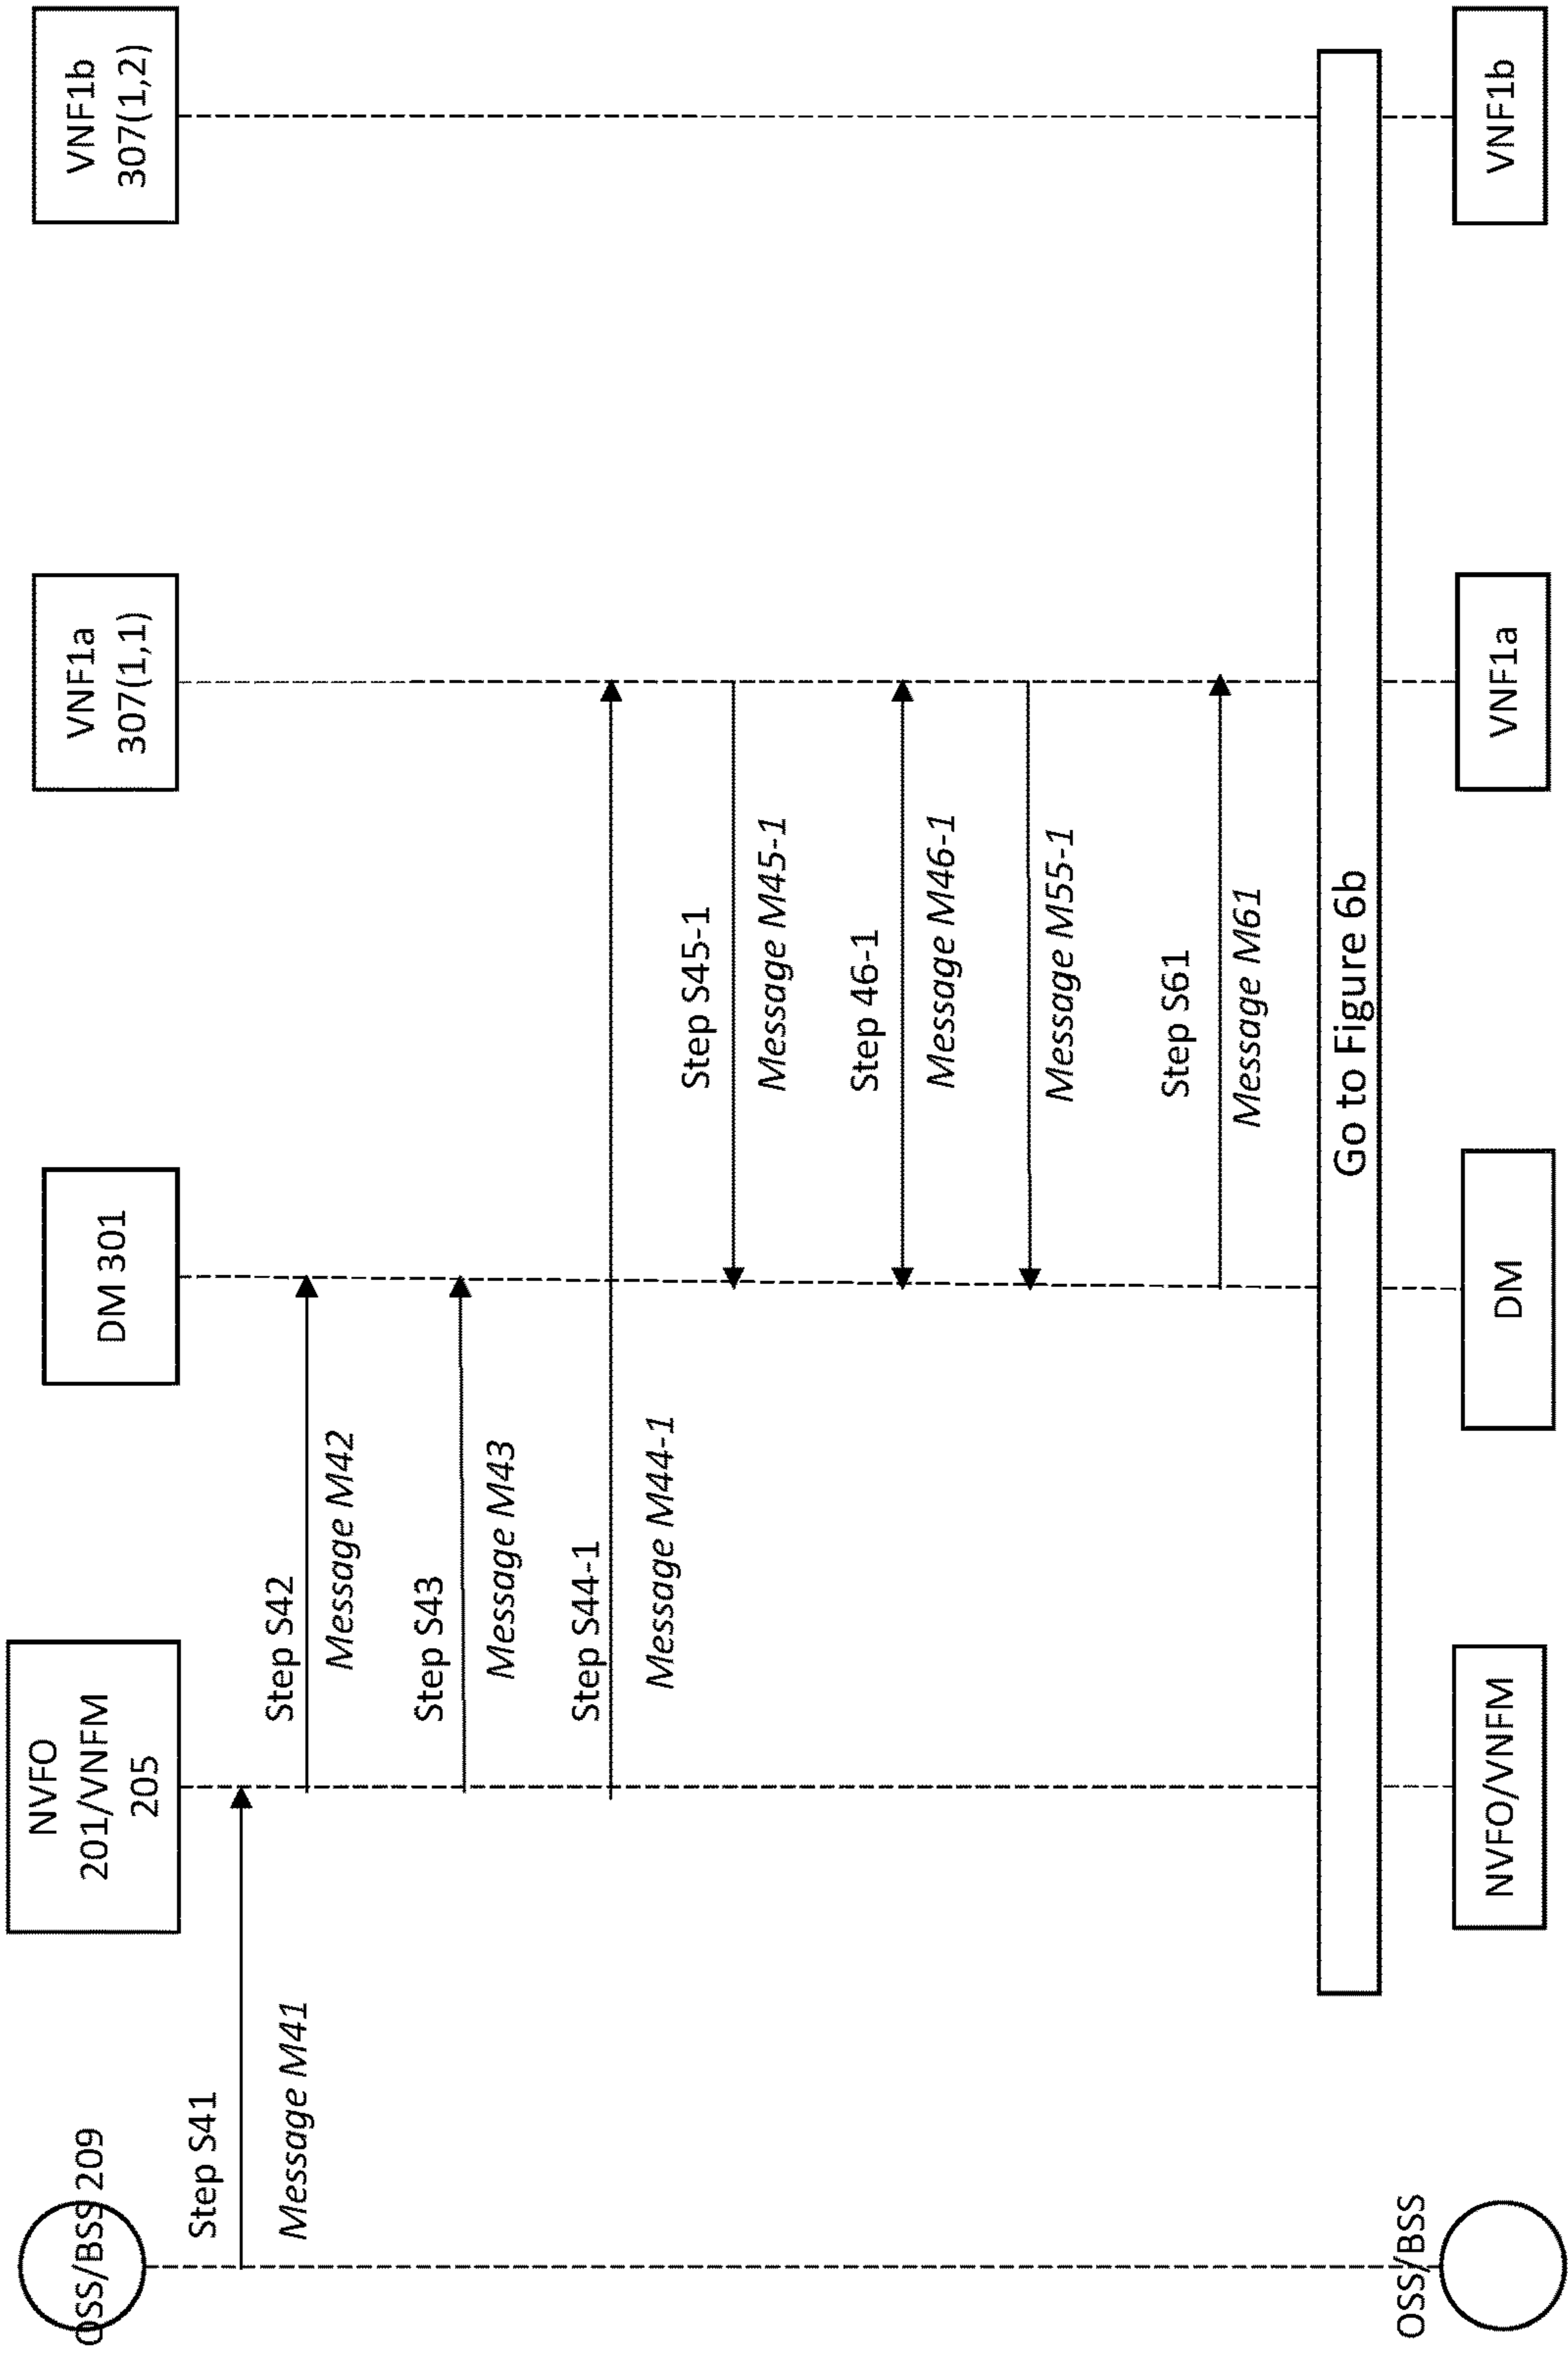 OSS/BSS 209
NVFO
201/VNFM
205
DM 301
VNF1a
307(1,1)
VNF1b
307(1,2)
Step S41
Message M41
Step S42
Message M42
Step S43
Message M43
Step S44-1
Message M44-1
Step S45-1
Message M45-1
Step 46-1
Message M46-1
Message M55-1
Step S61
Message M61
Go to Figure 6b
OSS/BSS
NVFO/VNFM
DM
VNF1a
VNF1b